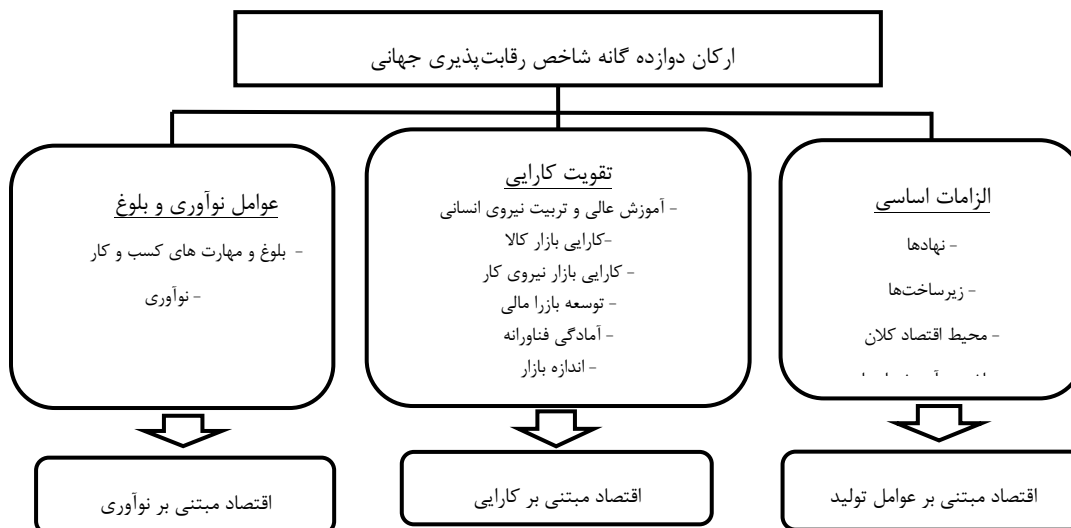 ارکان دوازده گانه شاخص رقابت‌پذیری جهانی
الزامات اساسی
- نهادها
- زیرساخت‌ها
- محیط اقتصاد کلان
تقویت کارایی
- آموزش عالی و تربیت نیروی انسانی
-کارایی بازار کالا
- کارایی بازار نیروی کار
- توسعه بازرا مالی
- آمادگی فناورانه
- اندازه بازار
عوامل نوآوری و بلوغ
- بلوغ و مهارت های کسب و کار
- نوآوری
اقتصاد مبتنی بر عوامل تولید
اقتصاد مبتنی بر کارایی
اقتصاد مبتنی بر نوآوری